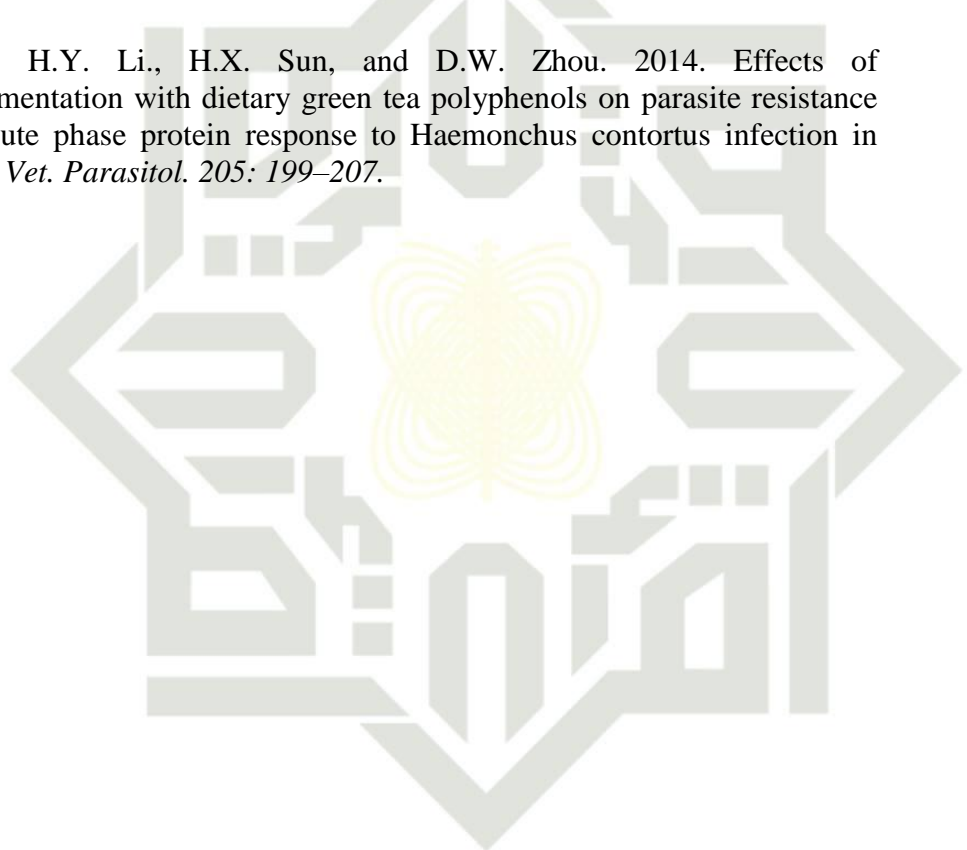 H.Y. Li., H.X. Sun, and D.W. Zhou. 2014. Effects of
mentation with dietary green tea polyphenols on parasite resistance
ute phase protein response to Haemonchus contortus infection in
Vet. Parasitol. 205: 199–207.